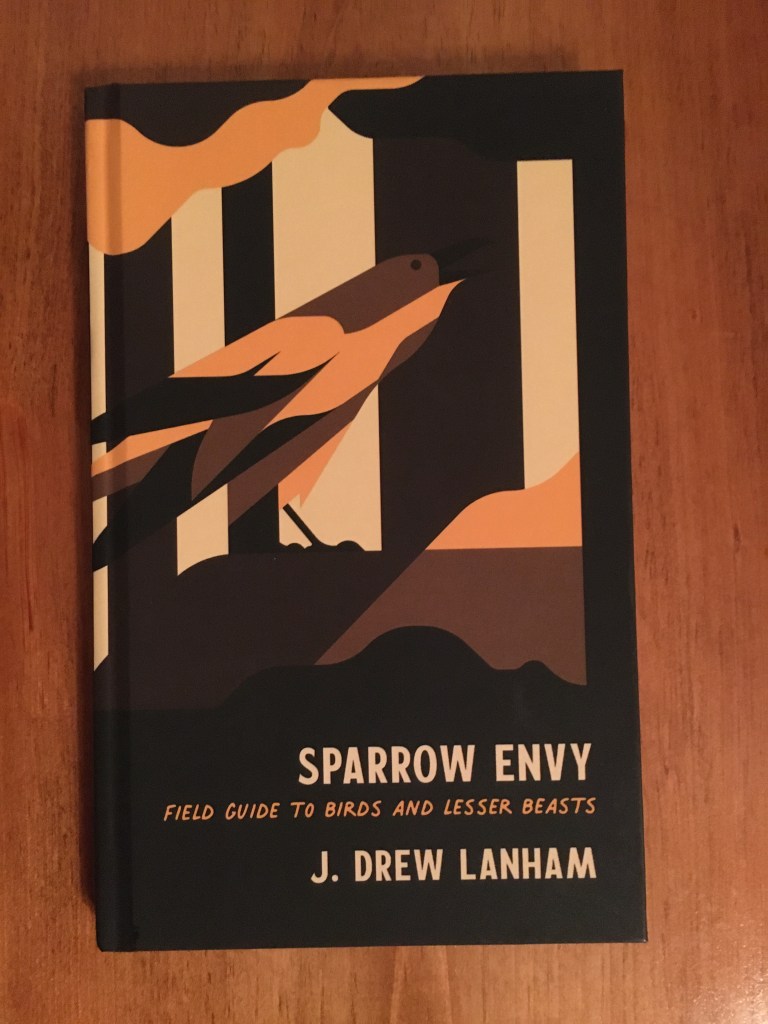 SPARROW ENVY
FIELD GUIDE TO BIRDS AND LESSER BEASTS
J. DREW LANHAM